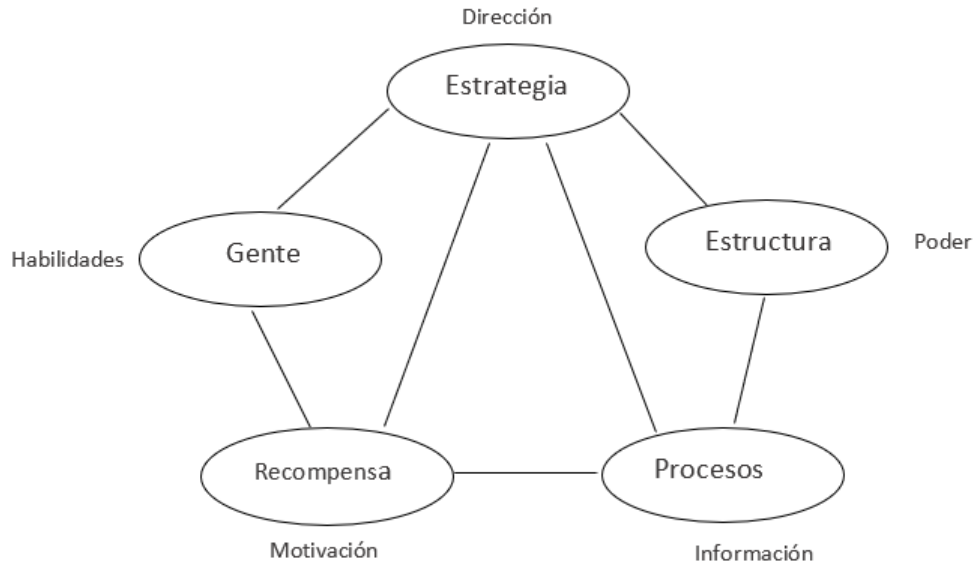 Dirección
Estrategia
Habilidades
Gente
Estructura
Poder
Recompensa
Procesos
Motivación
Información